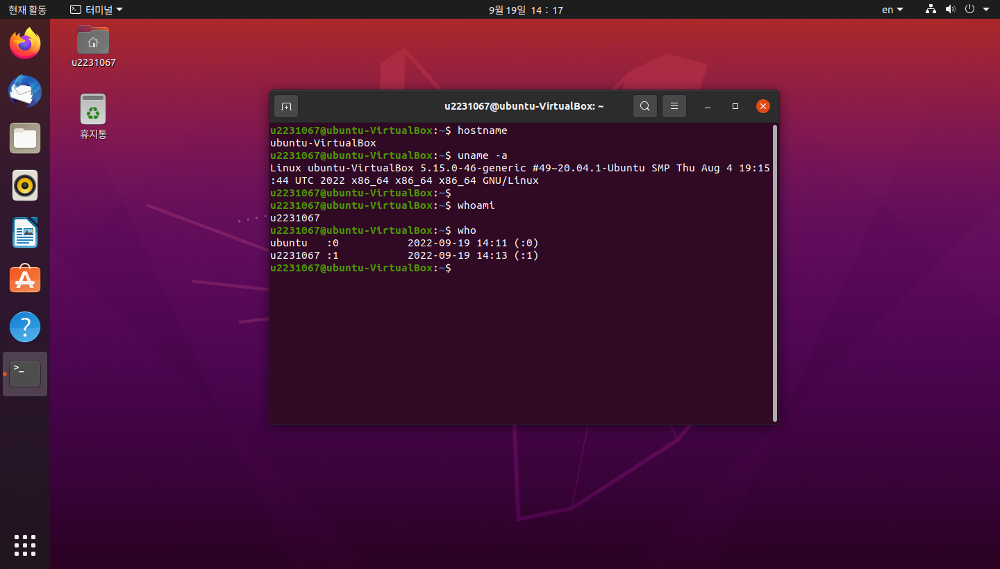 현재 활동
터미널
9월 19일 14 : 17
en
u2231067
휴지통
u2231067@ubuntu-VirtualBox: ~
u2231067@ubuntu-VirtualBox:~$ hostname
ubuntu-VirtualBox
u2231067@ubuntu-VirtualBox:~$ uname -a
Linux ubuntu-VirtualBox 5.15.0-46-generic #49~20.04.1-Ubuntu SMP Thu Aug 4 19:15
:44 UTC 2022 x86_64 x86_64 x86_64 GNU/Linux
u2231067@ubuntu-VirtualBox:~$
u2231067@ubuntu-VirtualBox:~$ whoami
u2231067
u2231067@ubuntu-VirtualBox:~$ who
ubuntu   :0           2022-09-19 14:11 (:0)
u2231067 :1           2022-09-19 14:13 (:1)
u2231067@ubuntu-VirtualBox:~$